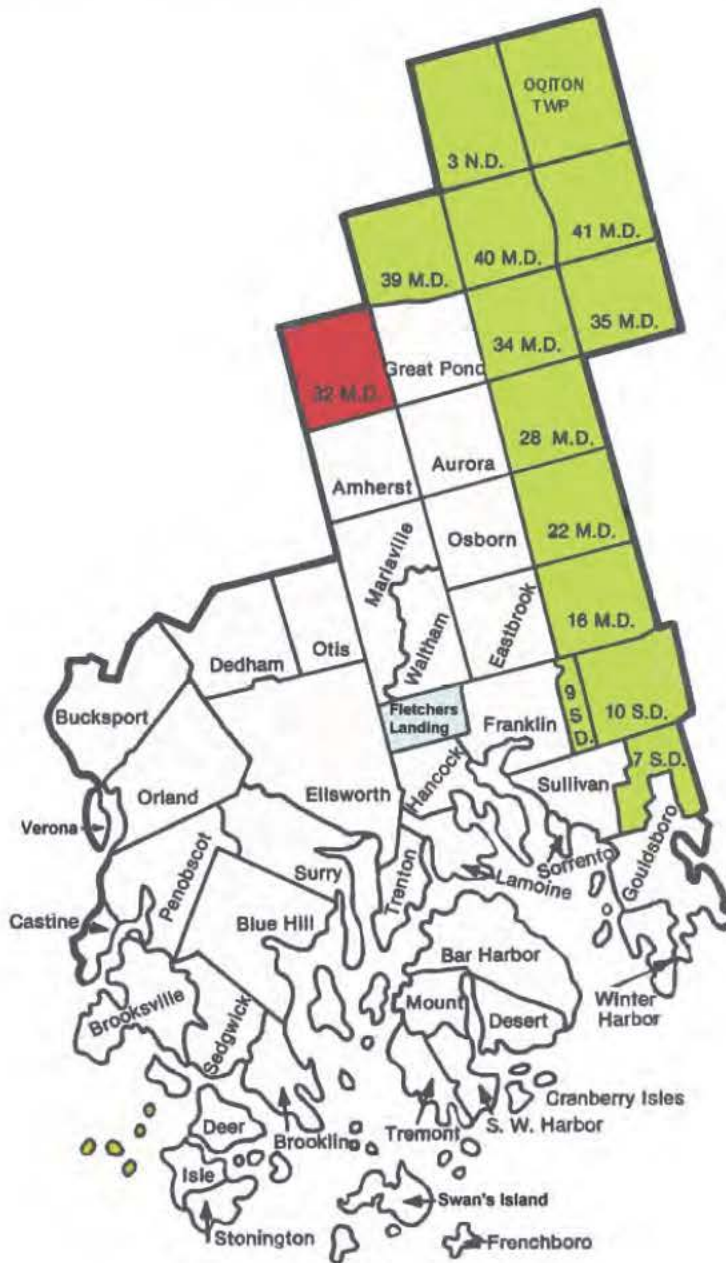 OQITON
TWP
3 N.D.
41 M.D.
40 M.D.
39 M.D.
35 M.D.
34 M.D.
Great Pond
32 M.D.
28 M.D.
Aurora
Amherst
22 M.D.
Osborn
Mariaville
16 M.D.
Eastbrook
Waltham
Otis
Dedham
9
S
D.
10 S.D.
Fletchers
Landing
Franklin
Bucksport
7 S.D.
Hancock
Sullivan
Orland
Ellsworth
Verona
Gouldsboro
Sorrento
Lamoine
Surry
Trenton
Penobscot
Castine
Blue Hill
Bar Harbor
Winter
Harbor
Mount
Desert
Brooksville
Sedgwick
Cranberry Isles
S. W. Harbor
Tremont
Brooklin
Deer
Isle
Swan's Island
Stonington
Frenchboro